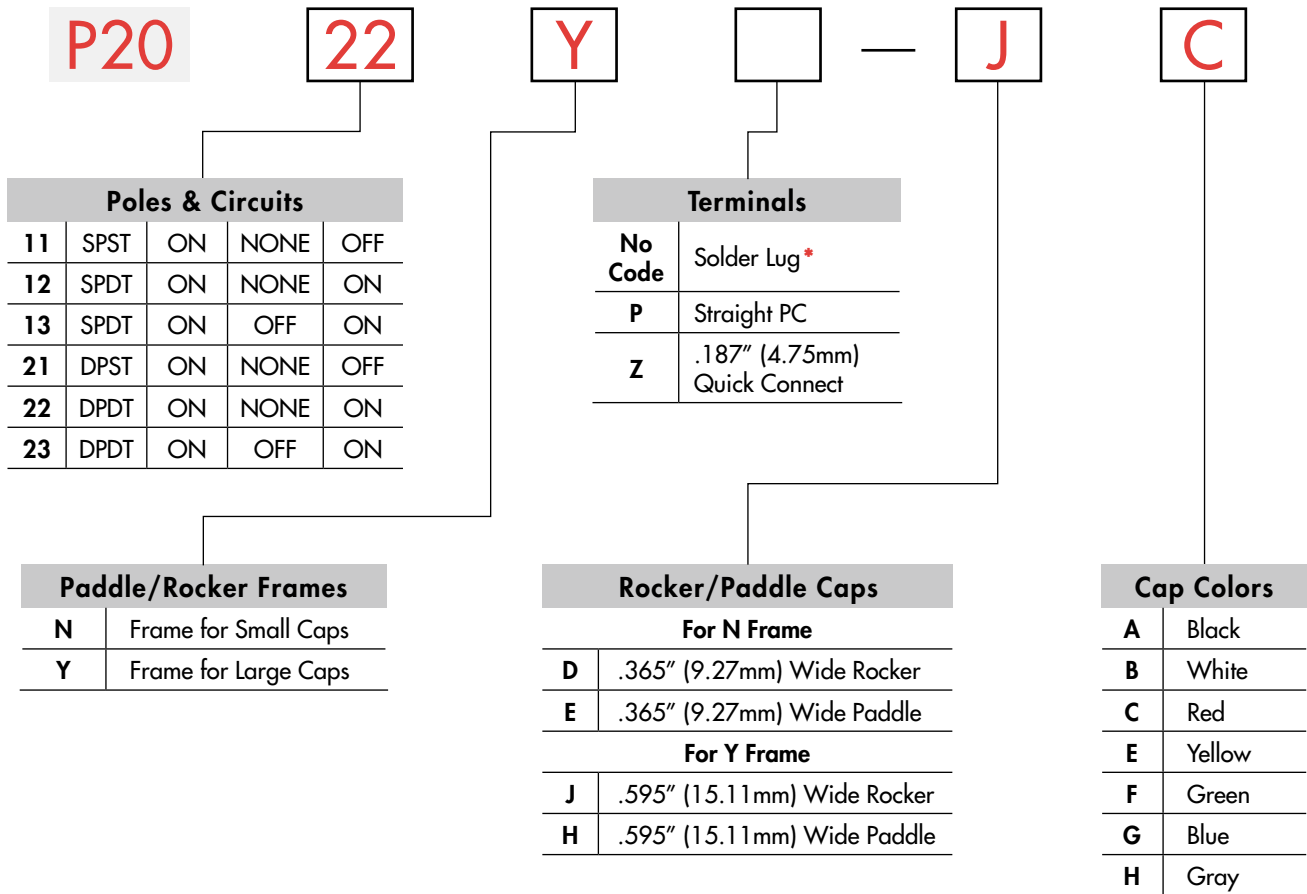 P20 22 Y — J C
Poles & Circuits
11 SPST ON NONE OFF
12 SPDT ON NONE ON
13 SPDT ON OFF ON
21 DPST ON NONE OFF
22 DPDT ON NONE ON
23 DPDT ON OFF ON
Terminals
No Code Solder Lug*
P Straight PC
Z .187" (4.75mm)
Quick Connect
Paddle/Rocker Frames
N Frame for Small Caps
Y Frame for Large Caps
Rocker/Paddle Caps
For N Frame
D .365" (9.27mm) Wide Rocker
E .365" (9.27mm) Wide Paddle
For Y Frame
J .595" (15.11mm) Wide Rocker
H .595" (15.11mm) Wide Paddle
Cap Colors
A Black
B White
C Red
E Yellow
F Green
G Blue
H Gray